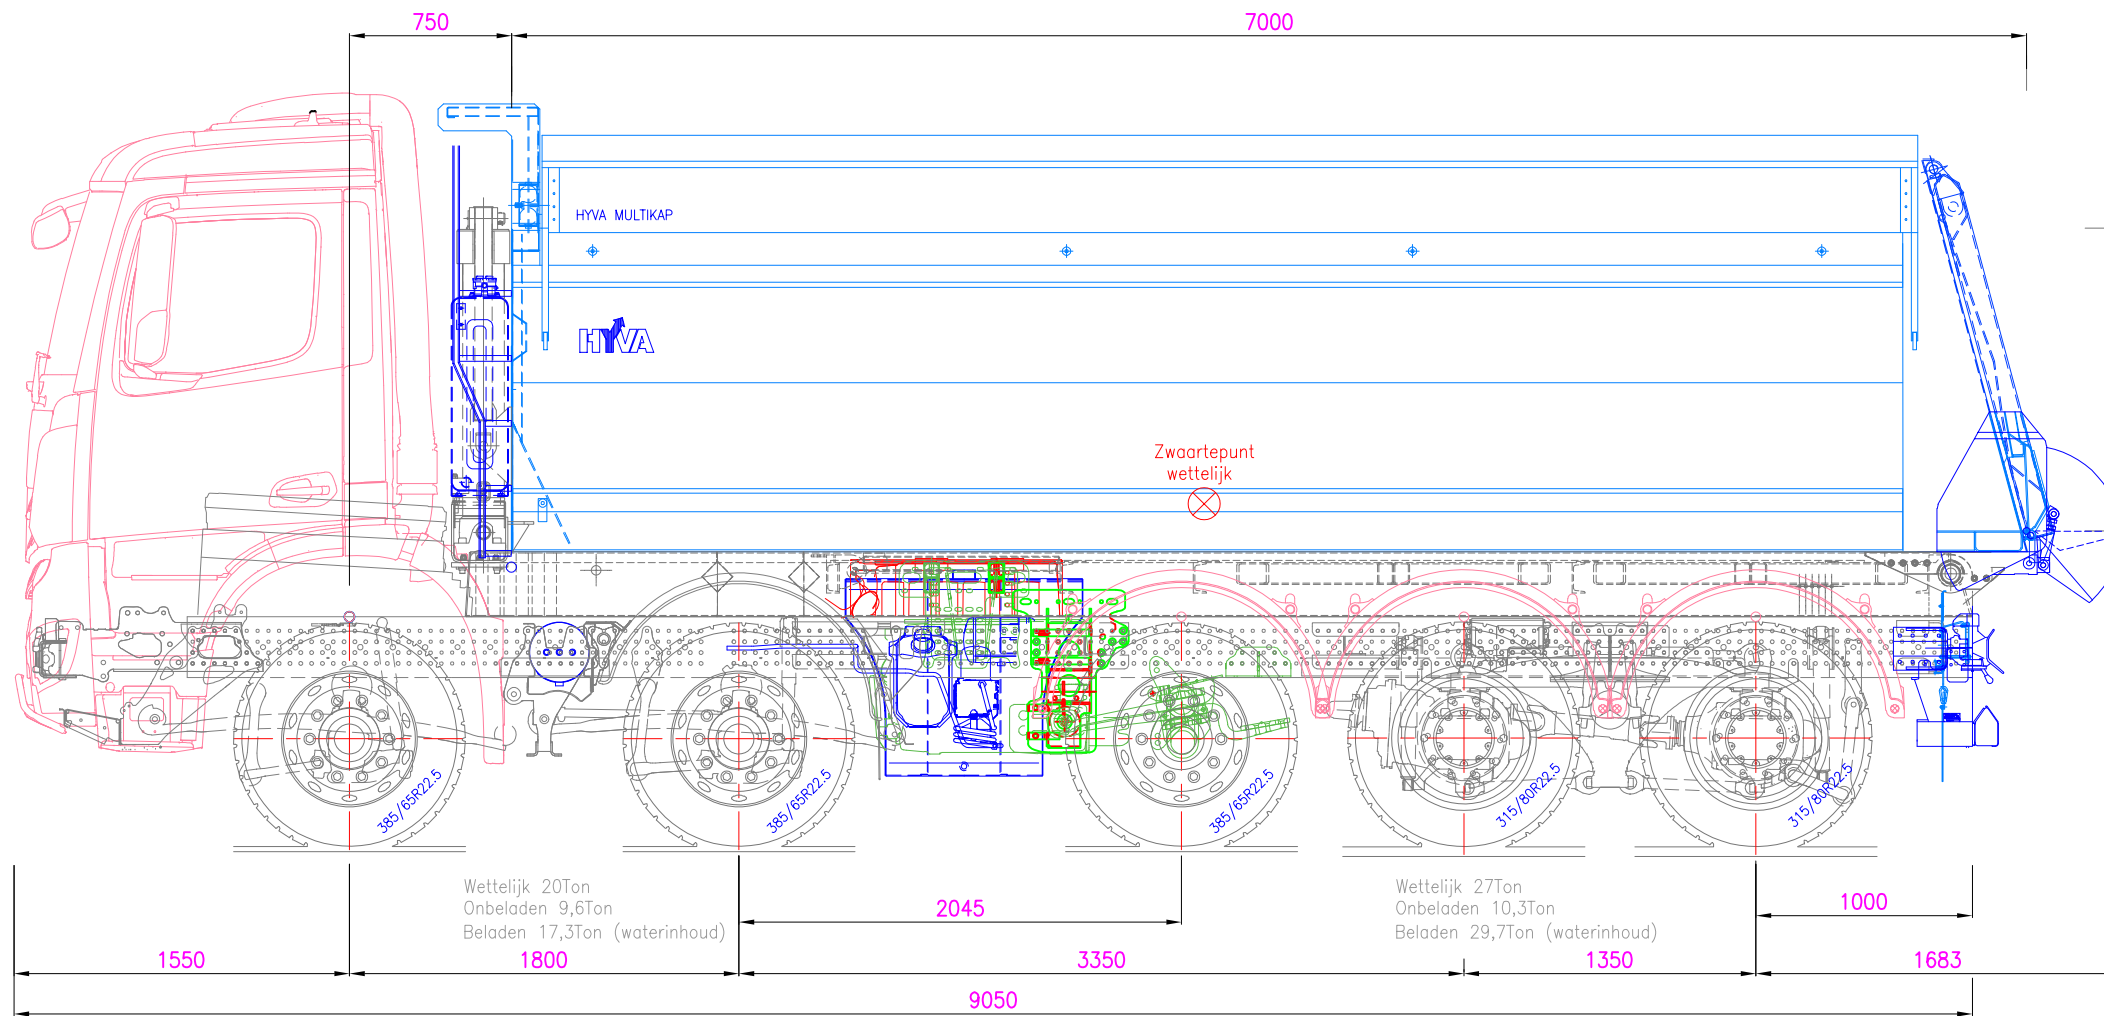 750
7000
HYVA MULTIKAP
HYVA
Zwaartepunt
wettelijk
385/65R22.5
385/65R22.5
385/65R22.5
315/80R22.5
315/80R22.5
Wettelijk 20Ton
Onbeladen 9,6Ton
Beladen 17,3Ton (waterinhoud)
2045
Wettelijk 27Ton
Onbeladen 10,3Ton
Beladen 29,7Ton (waterinhoud)
1000
1550
1800
3350
1350
1683
9050